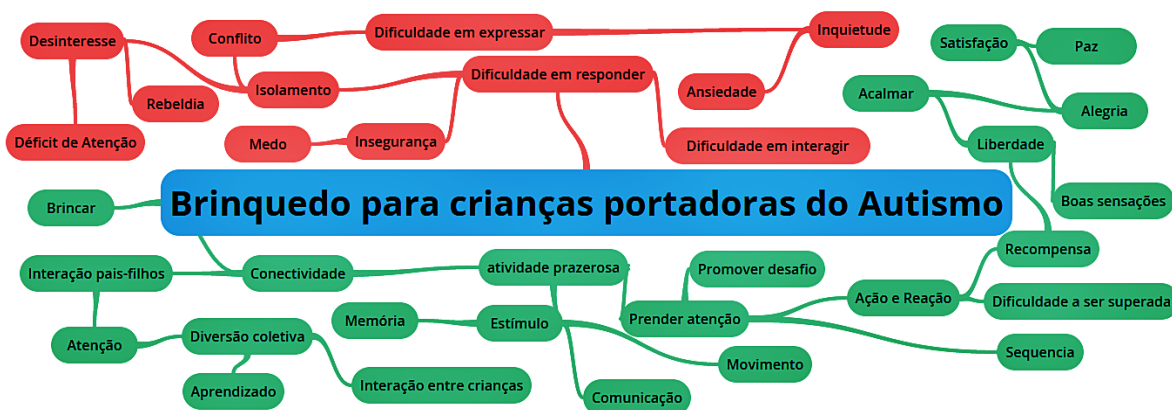 Desinteresse
Conflito
Dificuldade em expressar
Inquietude
Satisfação
Paz
Rebeldia
Isolamento
Dificuldade em responder
Ansiedade
Acalmar
Alegria
Déficit de Atenção
Medo
Insegurança
Dificuldade em interagir
Liberdade
Brincar
Brinquedo para crianças portadoras do Autismo
Boas sensações
Recompensa
Interação pais-filhos
Conectividade
atividade prazerosa
Promover desafio
Ação e Reação
Dificuldade a ser superada
Memória
Estímulo
Prender atenção
Atenção
Diversão coletiva
Sequencia
Movimento
Aprendizado
Interação entre crianças
Comunicação